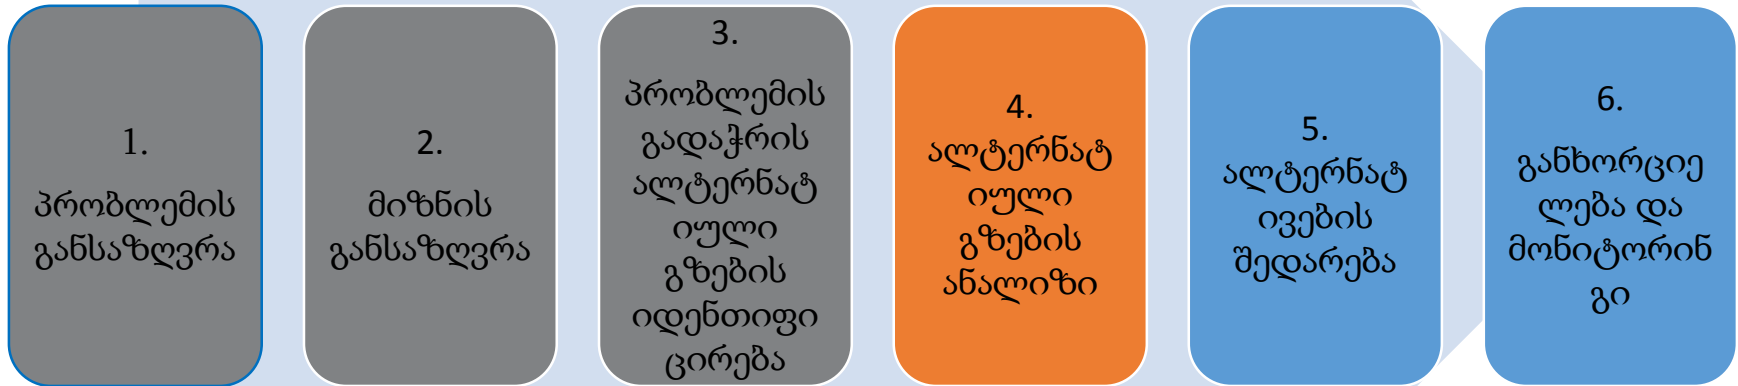 1.
პრობლემის
განსაზღვრა
2.
მიზნის
განსაზღვრა
3.
პრობლემის
გადაჭრის
ალტერნატ
იული
გზების
იდენთიფი
ცირება
4.
ალტერნატ
იული
გზების
ანალიზი
5.
ალტერნატ
ივების
შედარება
6.
განხორციე
ლება და
მონიტორინ
გი